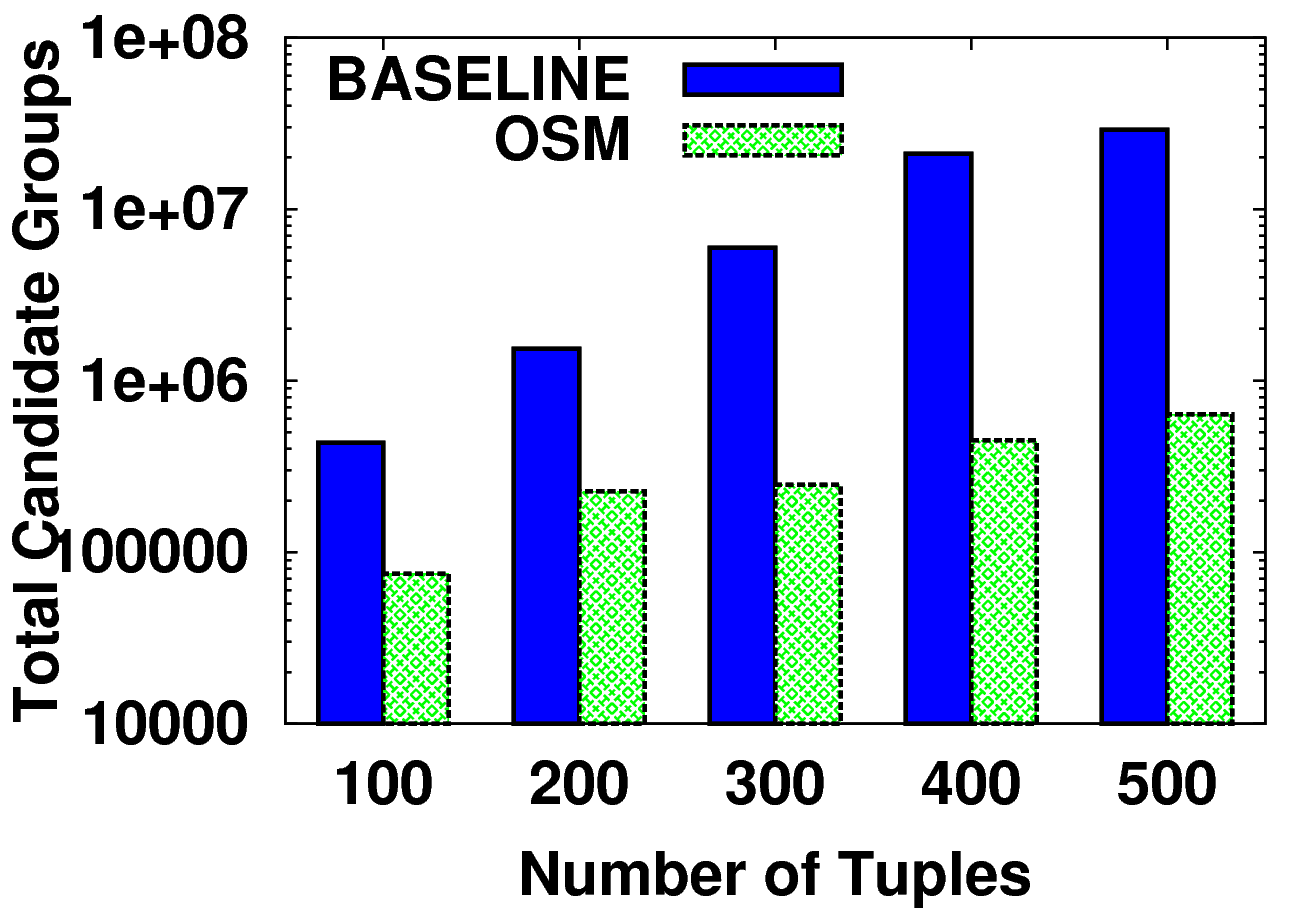 Total Candidate Groups
1e+08
1e+07
1e+06
100000
10000
BASELINE
OSM
100 200 300 400 500
Number of Tuples